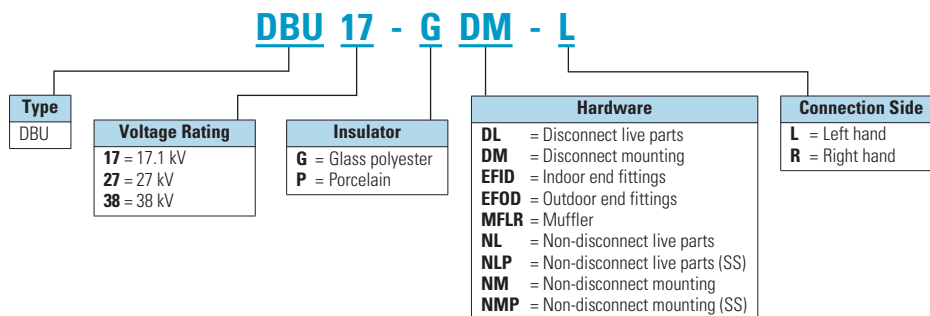 DBU 17 - G DM - L
Type
DBU
Voltage Rating
17 = 17.1 kV
27 = 27 kV
38 = 38 kV
Insulator
G = Glass polyester
P = Porcelain
Hardware
DL = Disconnect live parts
DM = Disconnect mounting
EFID = Indoor end fittings
EFOD = Outdoor end fittings
MFLR = Muffler
NL = Non-disconnect live parts
NLP = Non-disconnect live parts (SS)
NM = Non-disconnect mounting
NMP = Non-disconnect mounting (SS)
Connection Side
L = Left hand
R = Right hand